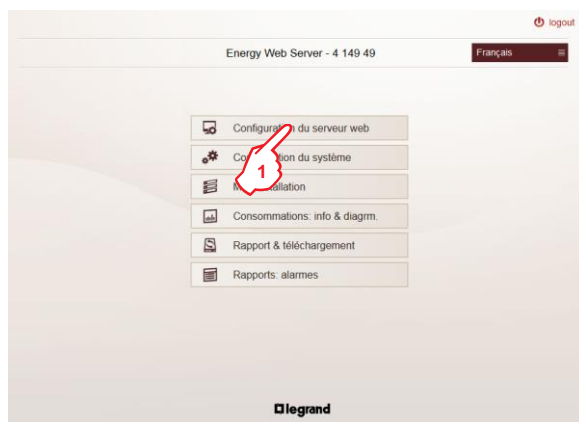 logout
Energy Web Server - 4 149 49
Français
Configuration du serveur web
1
du système
Consommations: info & diagrm.
Rapport & téléchargement
Rapports: alarmes
legrand